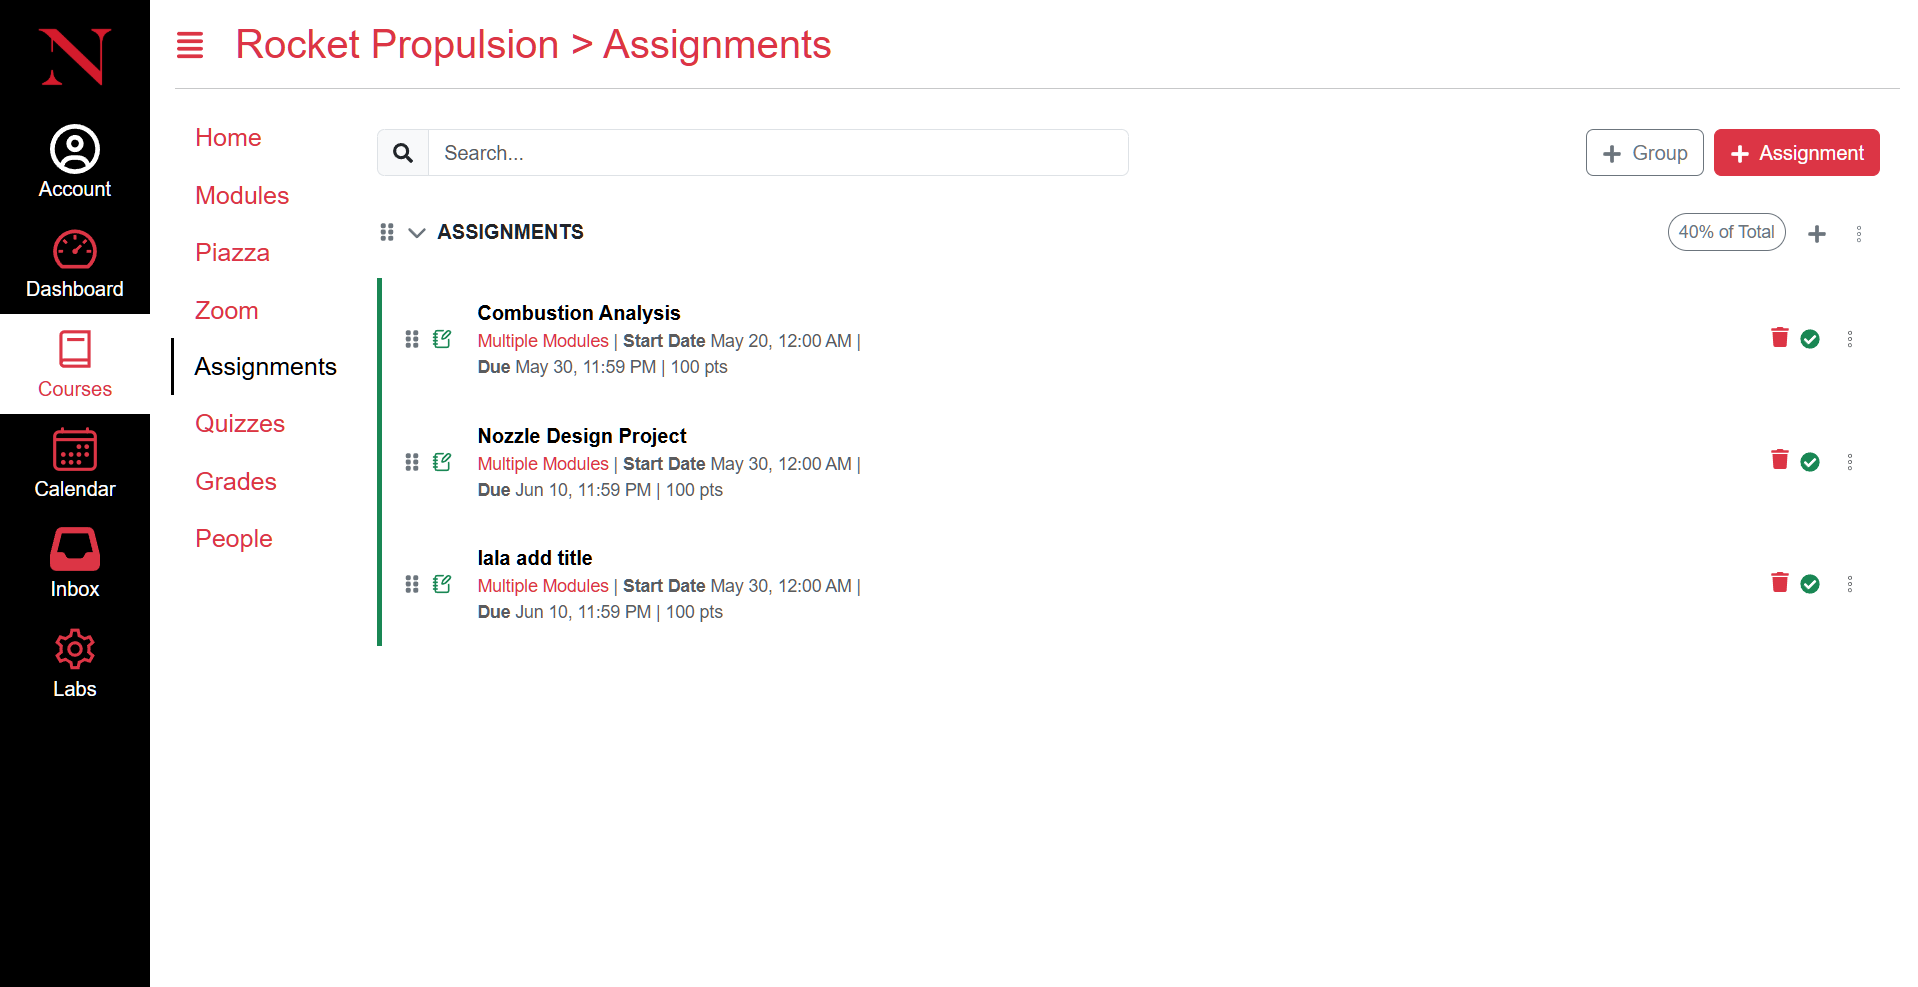 N
Account
Dashboard
Courses
Calendar
Inbox
Labs
Rocket Propulsion > Assignments
Home
Modules
Piazza
Zoom
Assignments
Quizzes
Grades
People
Search...
Group
Assignment
ASSIGNMENTS
40% of Total
Combustion Analysis
Multiple Modules | Start Date May 20, 12:00 AM |
Due May 30, 11:59 PM | 100 pts
Nozzle Design Project
Multiple Modules | Start Date May 30, 12:00 AM |
Due Jun 10, 11:59 PM | 100 pts
lala add title
Multiple Modules | Start Date May 30, 12:00 AM |
Due Jun 10, 11:59 PM | 100 pts